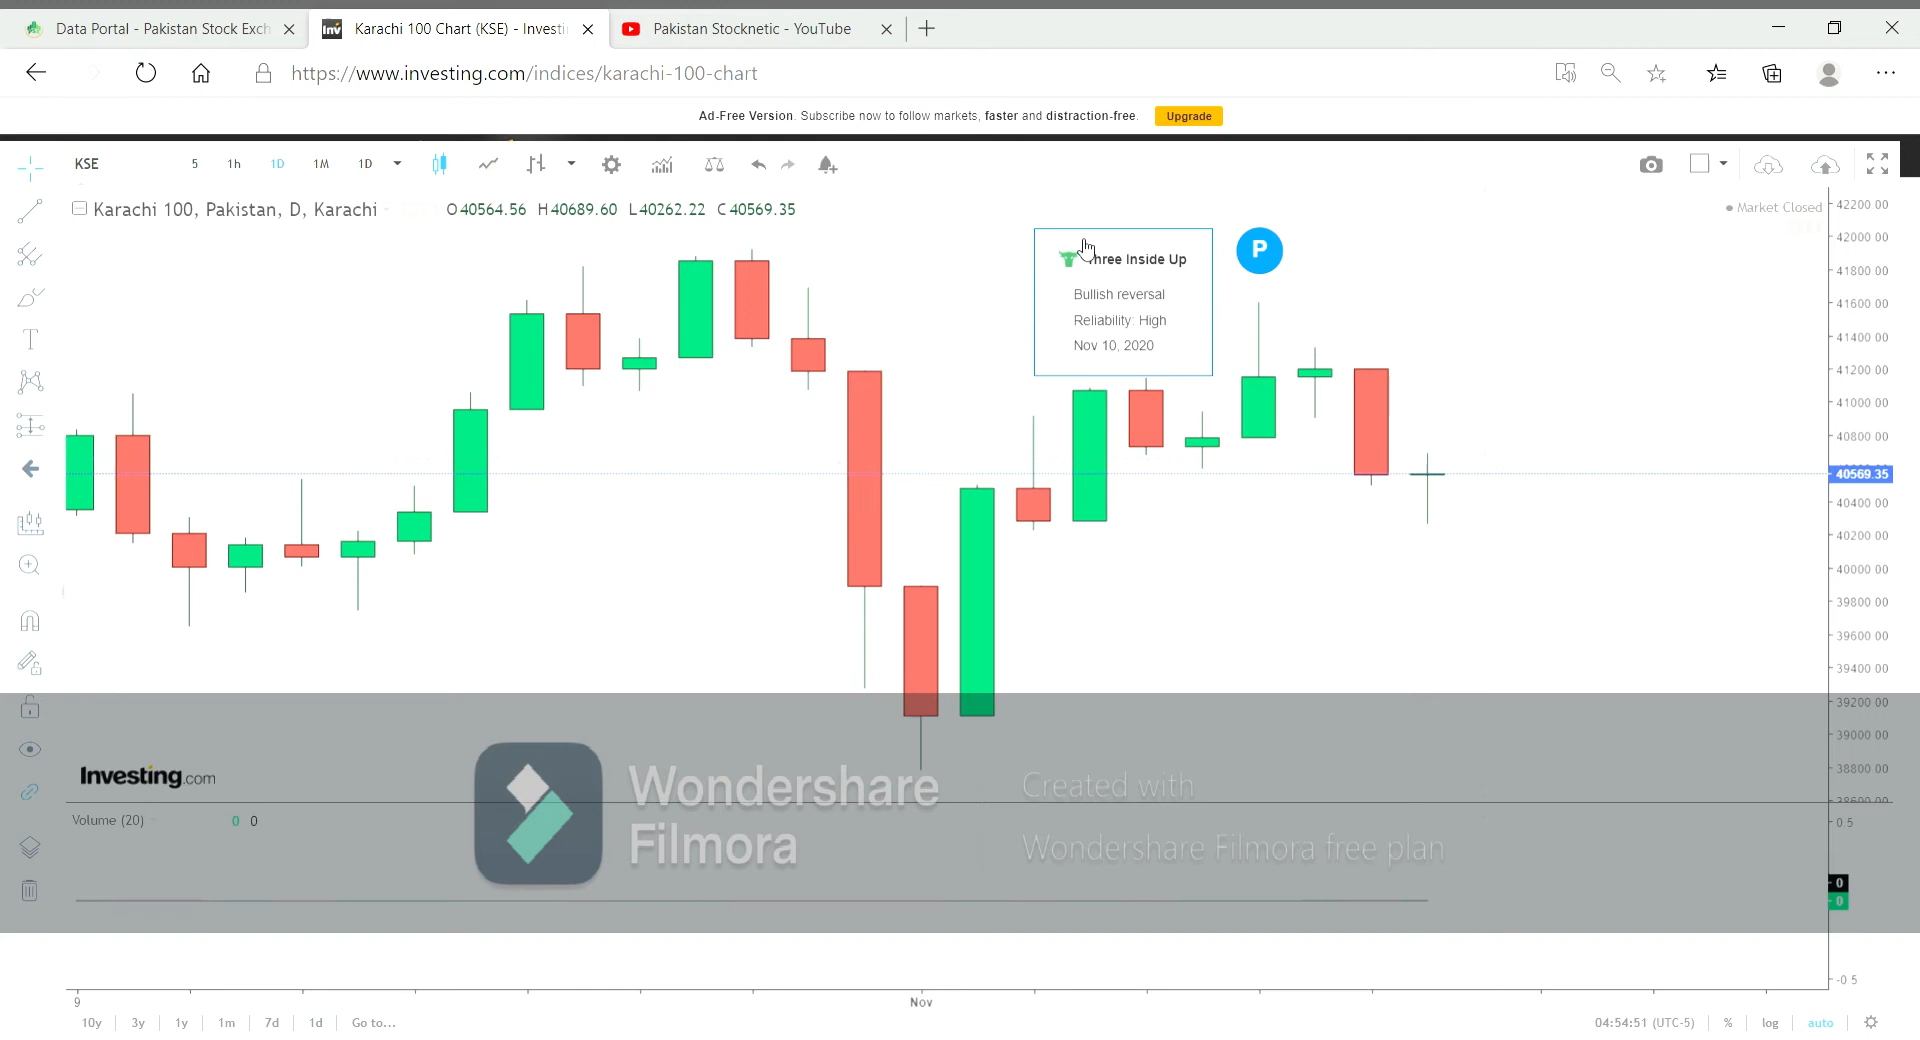 Data Portal - Pakistan Stock Exch
Karachi 100 Chart (KSE) - Investi
Pakistan Stocknetic - YouTube
https://www.investing.com/indices/karachi-100-chart
Ad-Free Version. Subscribe now to follow markets, faster and distraction-free. Upgrade
KSE 5 1h 1D 1M 1D
Karachi 100, Pakistan, D, Karachi O40564.56 H40689.60 L40262.22 C40569.35
Market Closed
P
Three Inside Up
Bullish reversal
Reliability: High
Nov 10, 2020
42200 00
42000 00
41800 00
41600 00
41400 00
41200 00
41000 00
40800 00
40569.35
40400 00
40200 00
40000 00
39800 00
39600 00
39400 00
39200 00
39000 00
38800 00
38600 00
Investing.com
Wondershare
Filmora
Created with
Wondershare Filmora free plan
Volume (20) 0 0
0.5
0
0
-0.5
9 Nov
10y 3y 1y 1m 7d 1d Go to...
04:54:51 (UTC-5) % log auto